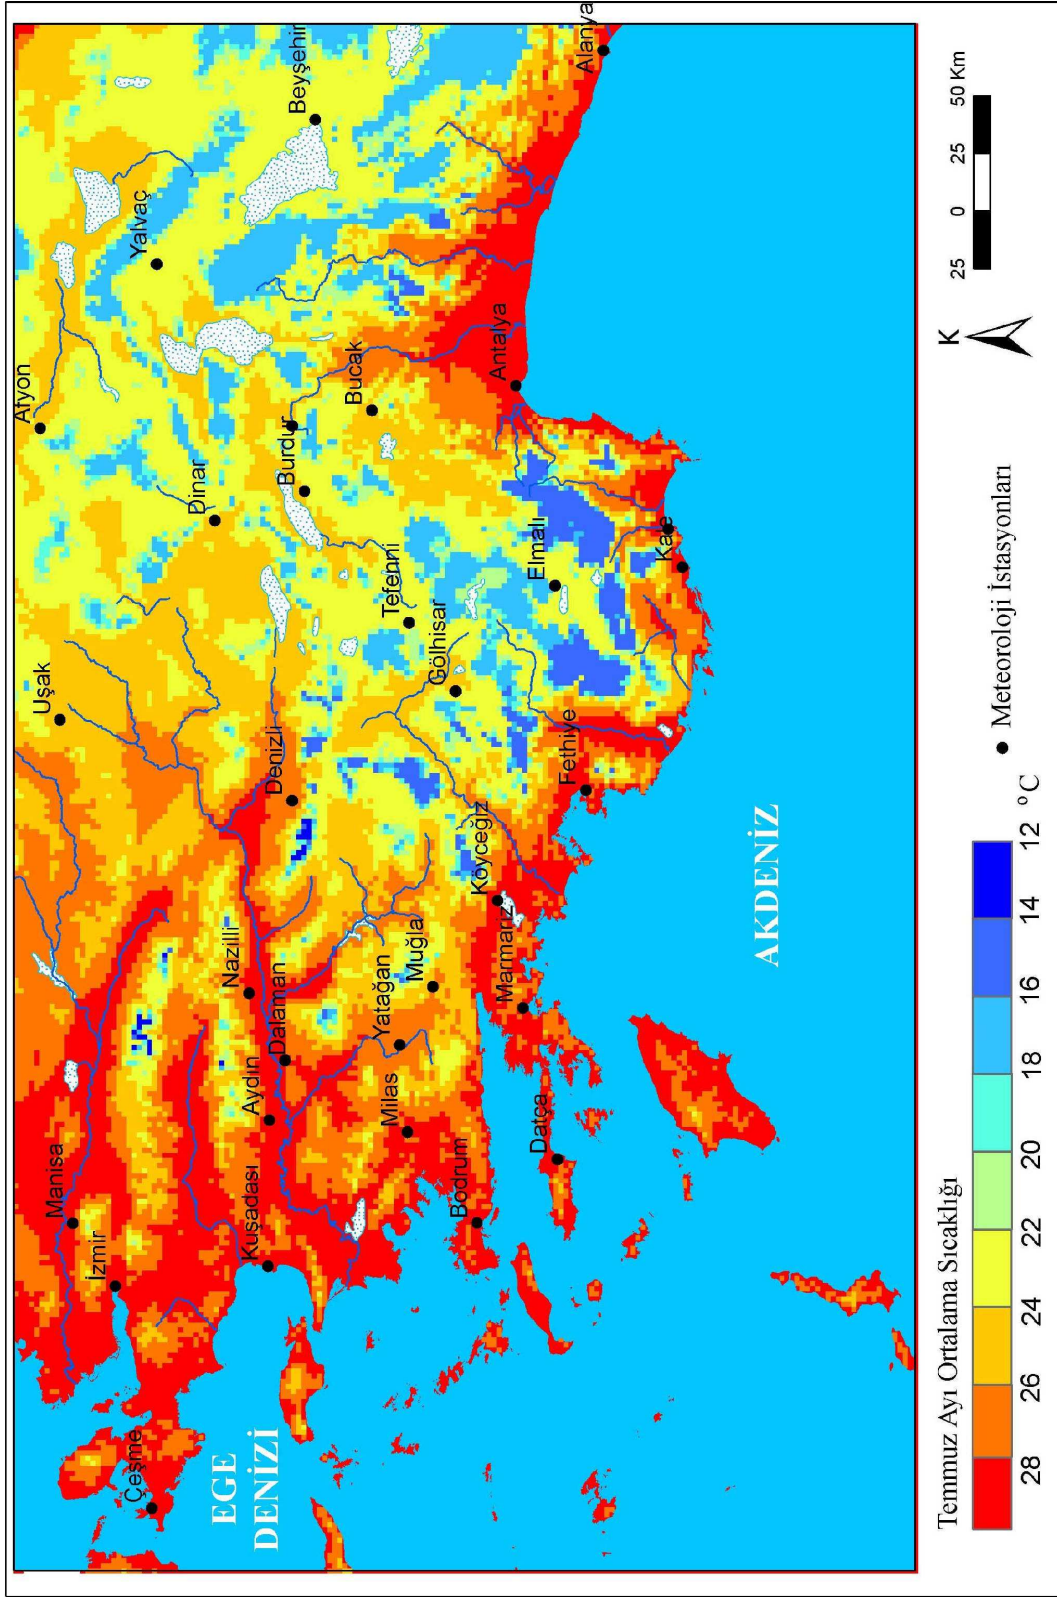 Manisa
İzmir
Çeşme
Uşak
Afyon
Dinar
Yalvaç
Beyşehir
Kuşadası
Aydın
Nazilli
Dalaman
Denizli
Burdur
Bucak
Tefenni
Gölhisar
Milas
Yatağan
Muğla
Bodrum
Datça
Marmariz
Köyceğiz
Fethiye
Elmalı
Kale
Antalya
Alanya
EGE
DENİZİ
AKDENİZ
Temmuz Ayı Ortalama Sıcaklığı
28 26 24 22 20 18 16 14 12 °C
Meteoroloji İstasyonları
K
25 0 25 50 Km